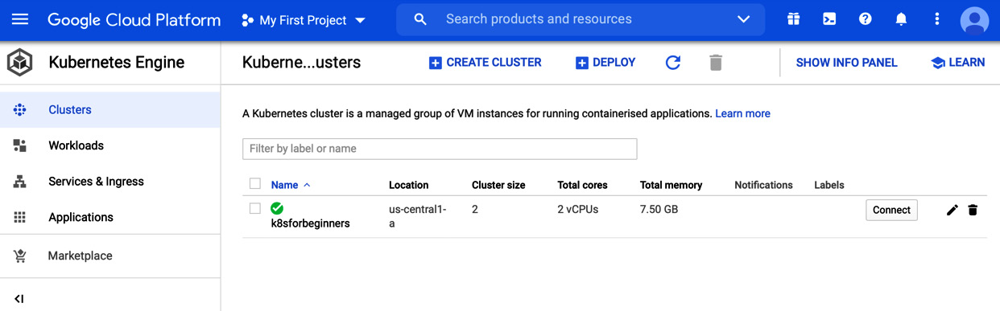 Google Cloud Platform My First Project Search products and resources
Kubernetes Engine Kuberne...usters CREATE CLUSTER DEPLOY SHOW INFO PANEL LEARN
Clusters
Workloads
Services & Ingress
Applications
Marketplace
A Kubernetes cluster is a managed group of VM instances for running containerised applications. Learn more
Filter by label or name
Name Location Cluster size Total cores Total memory Notifications Labels
k8sforbeginners us-central1-a 2 2 vCPUs 7.50 GB Connect